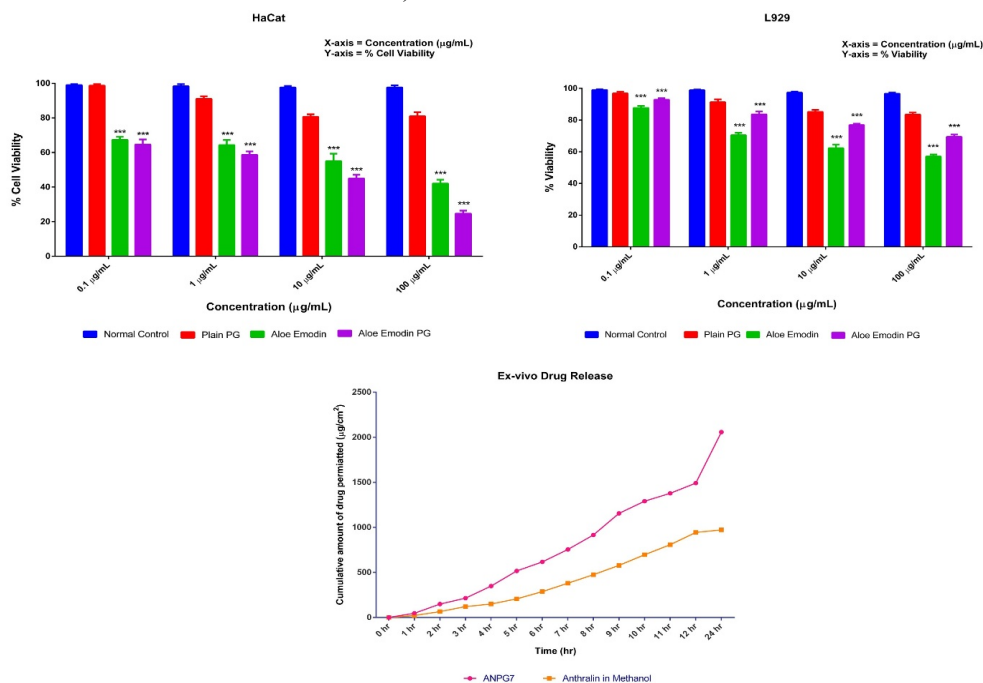 HaCat
X-axis = Concentration (µg/mL)
Y-axis = % Cell Viability
100
80
60
40
20
0
% Cell Viability
*** *** *** *** *** *** *** ***
0.1 µg/mL 1 µg/mL 10 µg/mL 100 µg/mL
Concentration (µg/mL)
Normal Control Plain PG Aloe Emodin Aloe Emodin PG
L929
X-axis = Concentration (µg/mL)
Y-axis = % Viability
100
80
60
40
20
0
% Viability
*** *** *** *** *** *** *** ***
0.1 µg/mL 1 µg/mL 10 µg/mL 100 µg/mL
Concentration (µg/mL)
Normal Control Plain PG Aloe Emodin Aloe Emodin PG
Ex-vivo Drug Release
2500
2000
1500
1000
500
0
Cumulative amount of drug permiatted (µg/cm²)
0 hr 1 hr 2 hr 3 hr 4 hr 5 hr 6 hr 7 hr 8 hr 9 hr 10 hr 11 hr 12 hr 24 hr
Time (hr)
ANPG7 Anthralin in Methanol